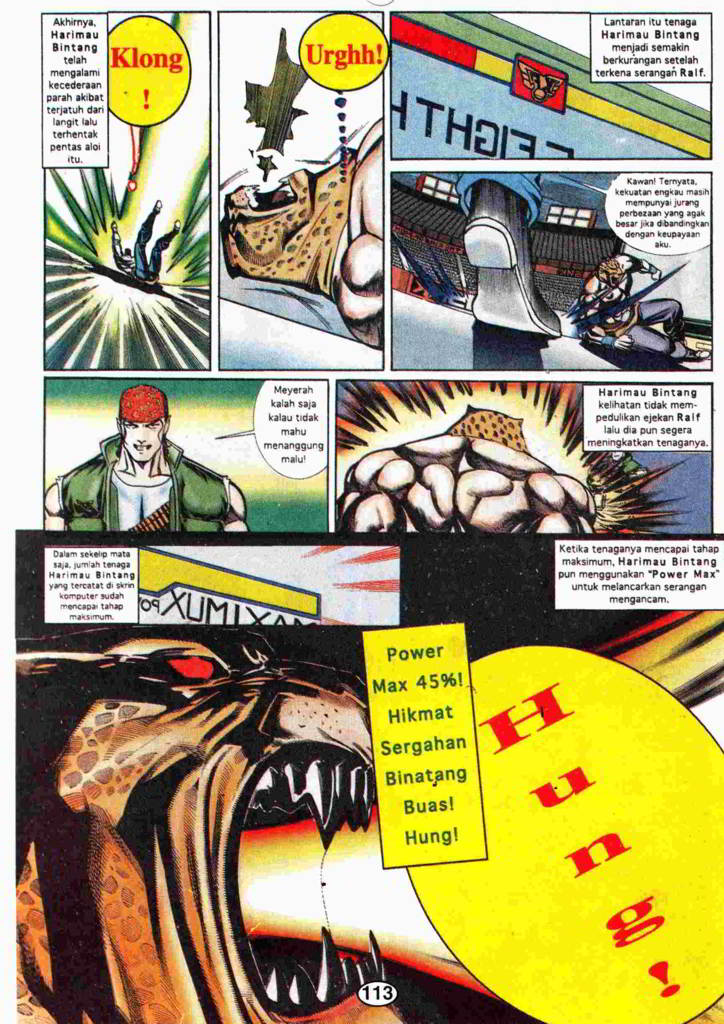 Akhirnya,
Harimau
Bintang
telah
mengalami
kecederaan
parah akibat
terjatuh dari
langit lalu
terhentak
pentas aloi
itu.
Klong
!
Urghh!
Lantaran itu tenaga
Harimau Bintang
menjadi semakin
berkurangan setelah
terkena serangan Ralf.
Kawan! Ternyata,
kekuatan engkau masih
mempunyai jurang
perbezaan yang agak
besar jika dibandingkan
dengan keupayaan
aku.
Meyerah
kalah saja
kalau tidak
mahu
menanggung
malu!
Harimau Bintang
kelihatan tidak mem-
pedulikan ejekan Ralf
lalu dia pun segera
meningkatkan tenaganya.
Dalam sekelip mata
saja, jumlah tenaga
Harimau Bintang
yang tercatat di skrin
komputer sudah
mencapai tahap
maksimum.
MAXIMUX PO
Ketika tenaganya mencapai tahap
maksimum, Harimau Bintang
pun menggunakan "Power Max"
untuk melancarkan serangan
mengancam.
Power
Max 45%!
Hikmat
Sergahan
Binatang
Buas!
Hung!
Hung!
113